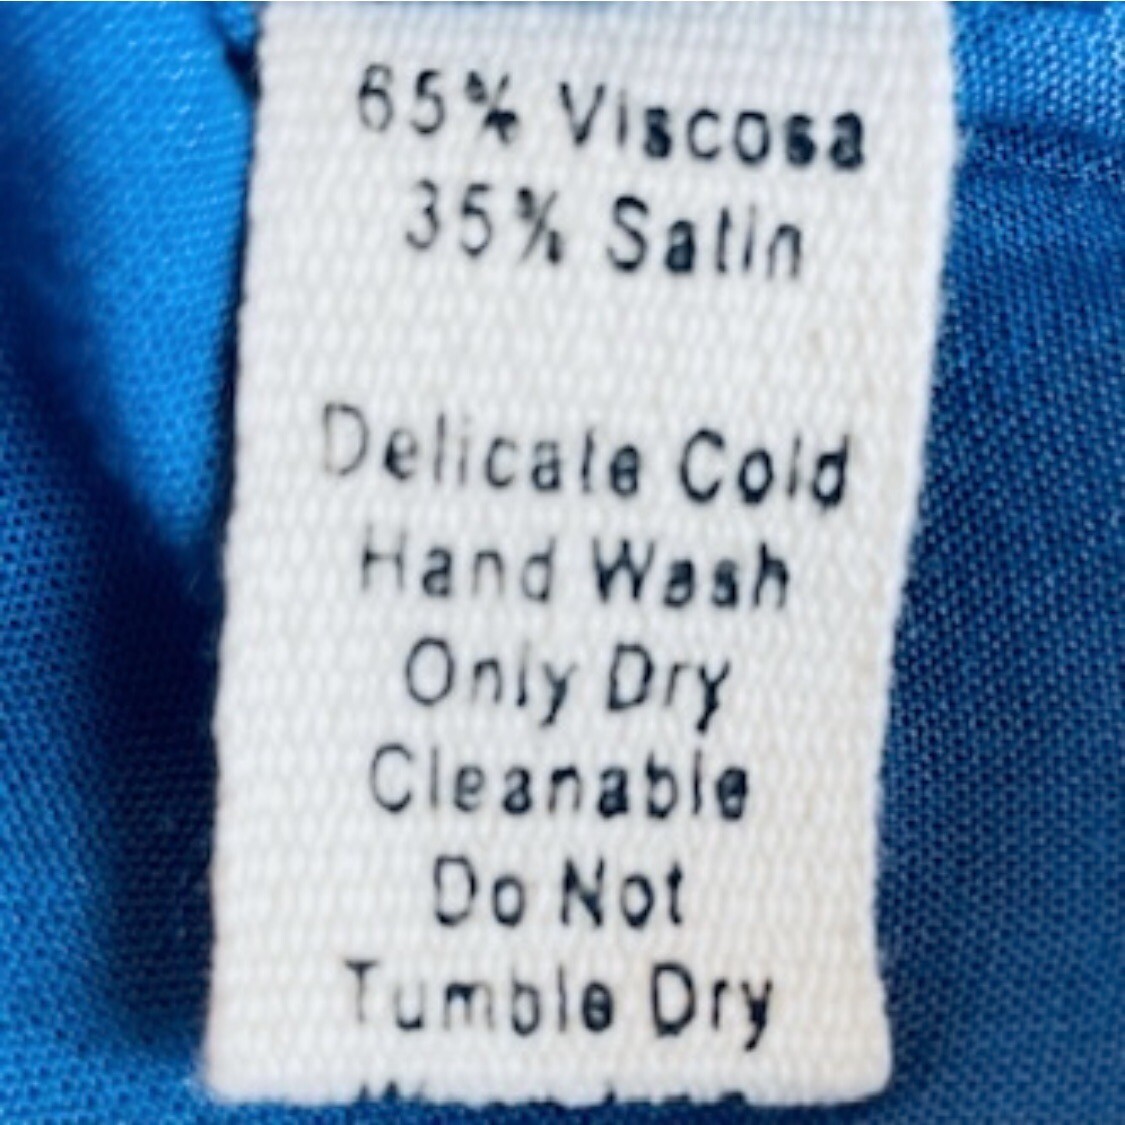 65% Viscosa
35% Satin
Delicate Cold
Hand Wash
Only Dry
Cleanable
Do Not
Tumble Dry